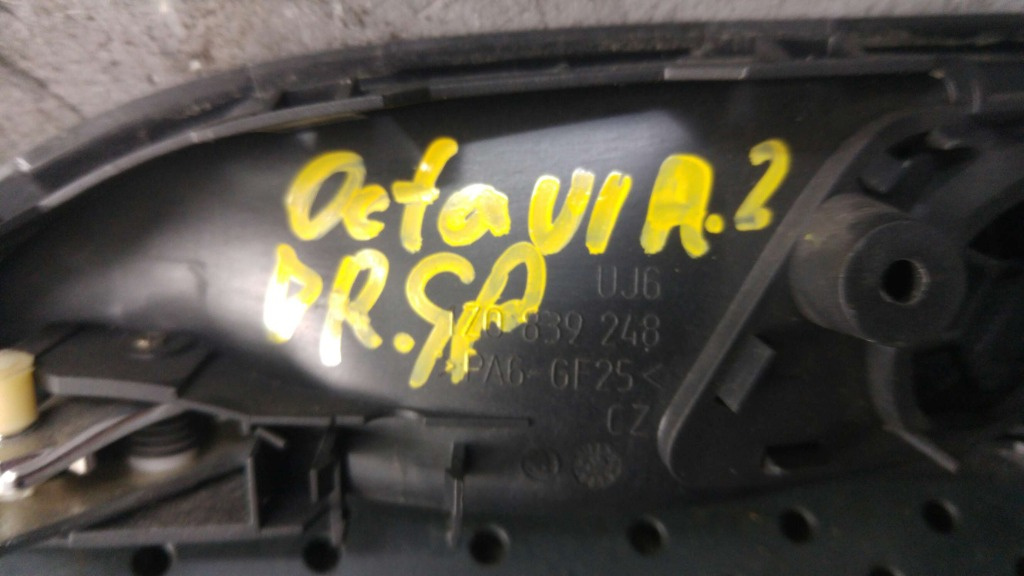 OctaVIA.2
DR.SP
UJ6
1Z0 839 248
>PA6-GF25<
CZ